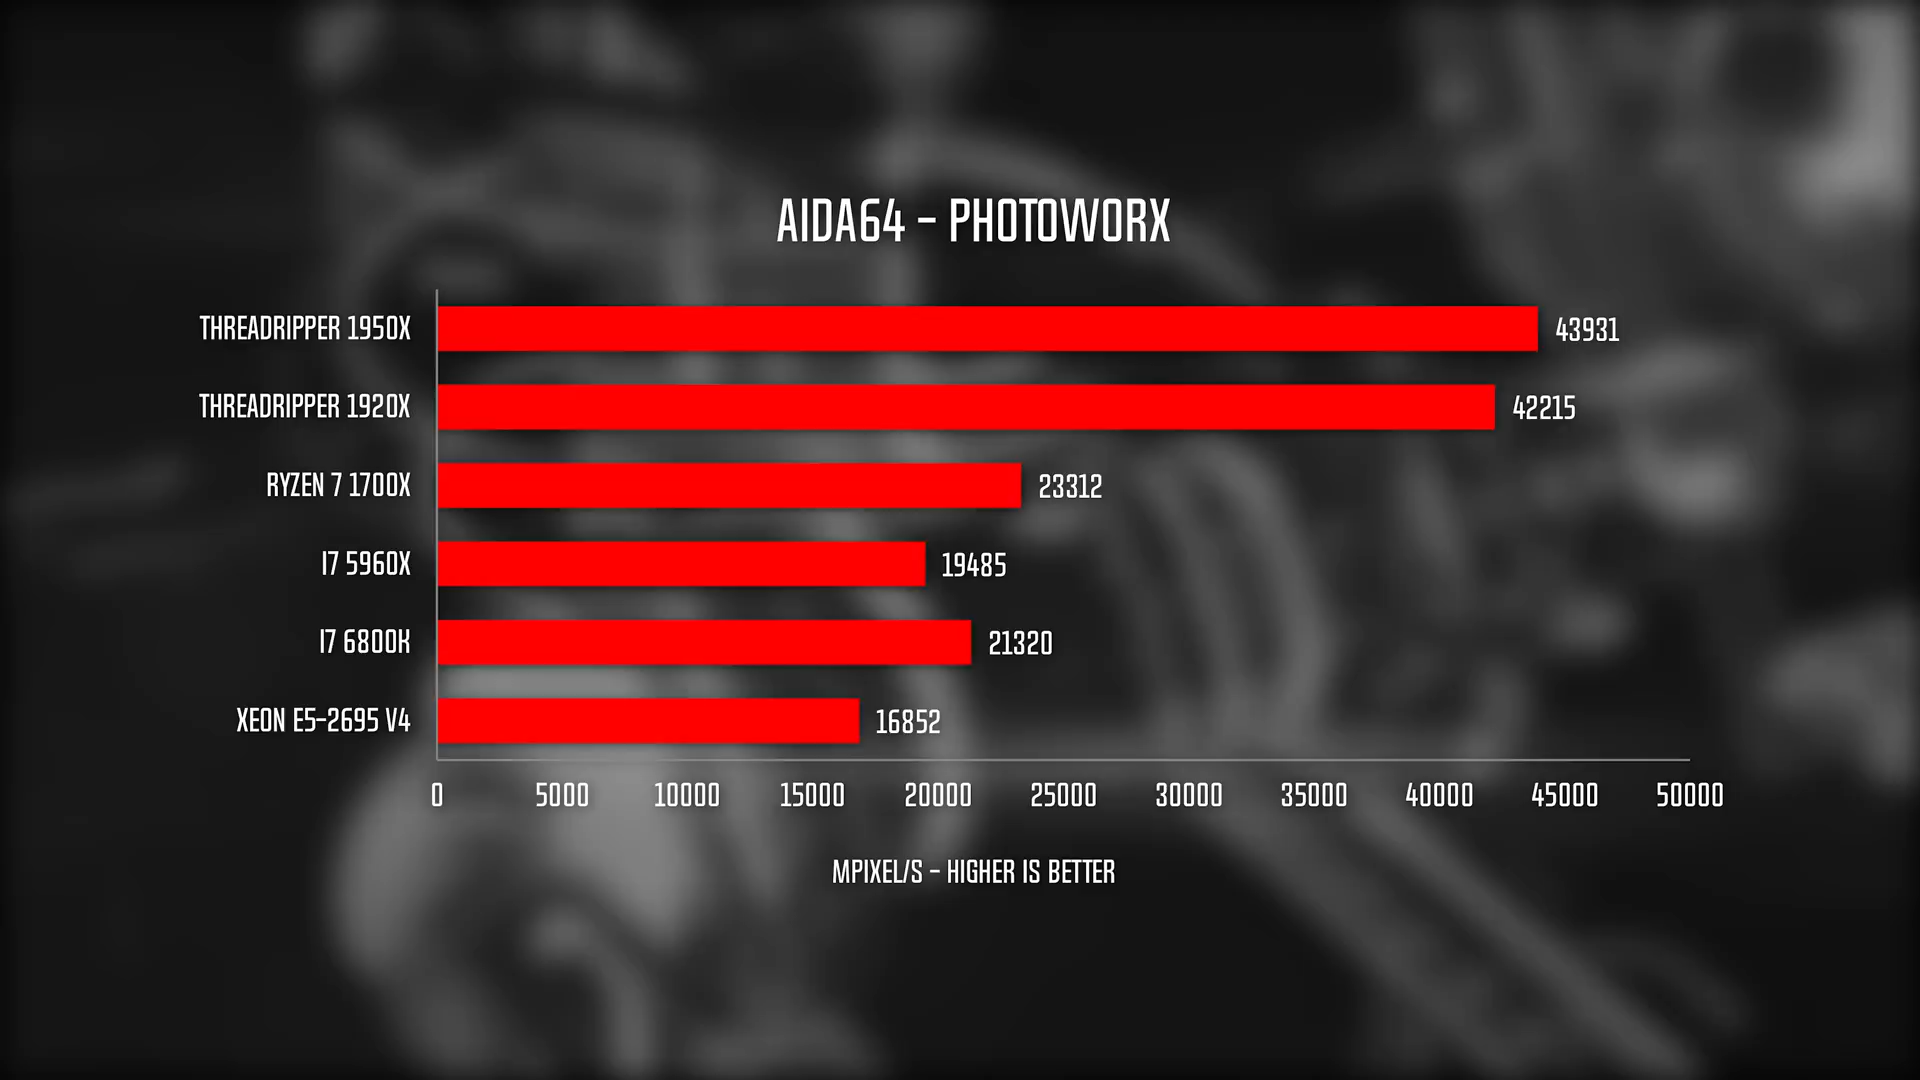 AIDA64 - PHOTOWORX
THREADRIPPER 1950X 43931
THREADRIPPER 1920X 42215
RYZEN 7 1700X 23312
I7 5960X 19485
I7 6800K 21320
XEON E5-2695 V4 16852
0 5000 10000 15000 20000 25000 30000 35000 40000 45000 50000
MPIXEL/S - HIGHER IS BETTER